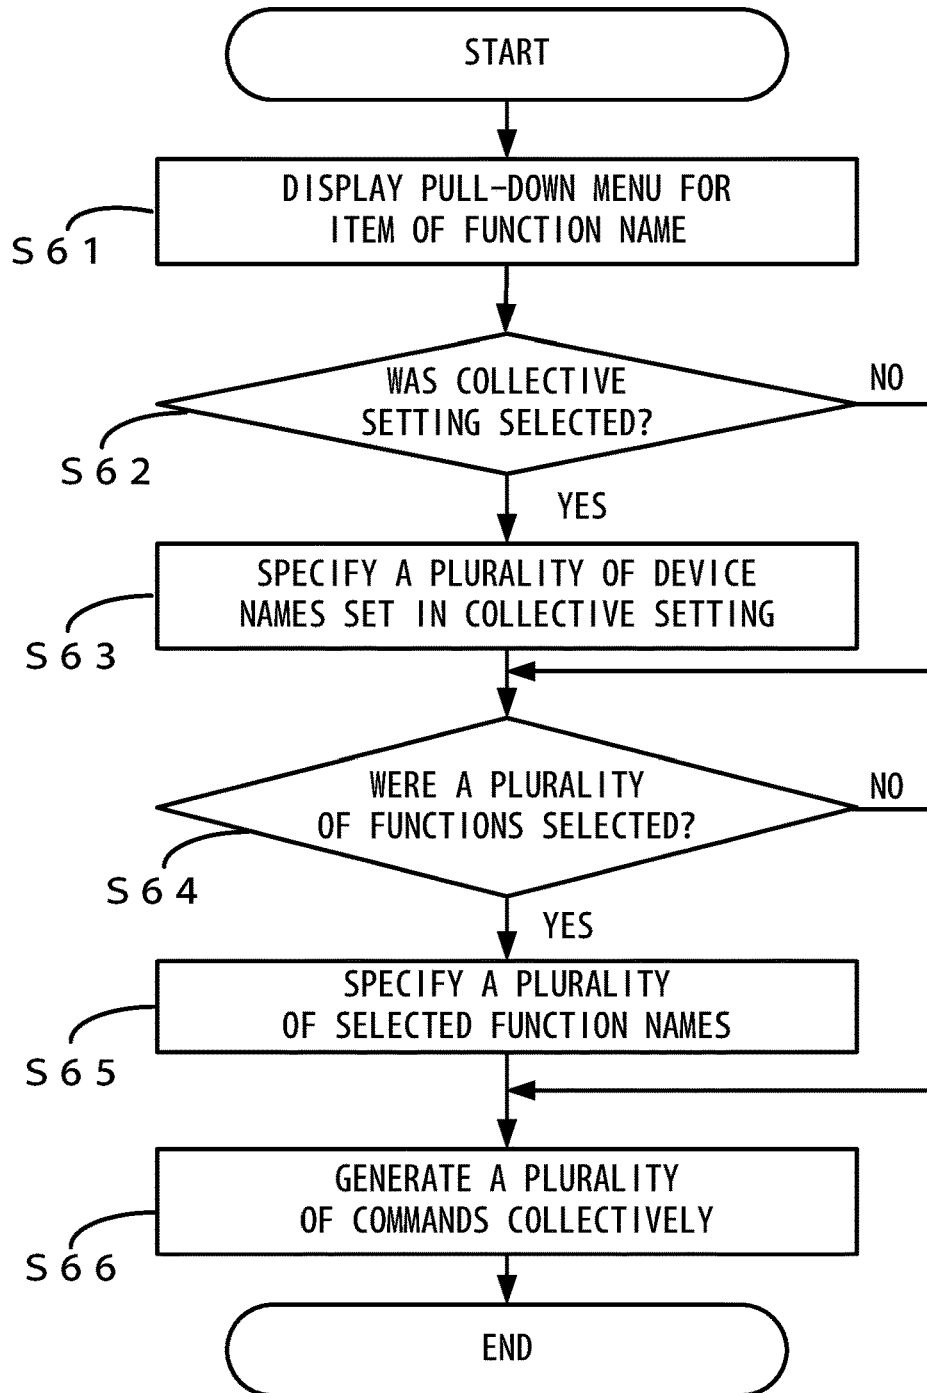 START
DISPLAY PULL-DOWN MENU FOR
ITEM OF FUNCTION NAME
S61
WAS COLLECTIVE
SETTING SELECTED?
NO
S62
YES
SPECIFY A PLURALITY OF DEVICE
NAMES SET IN COLLECTIVE SETTING
S63
WERE A PLURALITY
OF FUNCTIONS SELECTED?
NO
S64
YES
SPECIFY A PLURALITY
OF SELECTED FUNCTION NAMES
S65
GENERATE A PLURALITY
OF COMMANDS COLLECTIVELY
S66
END